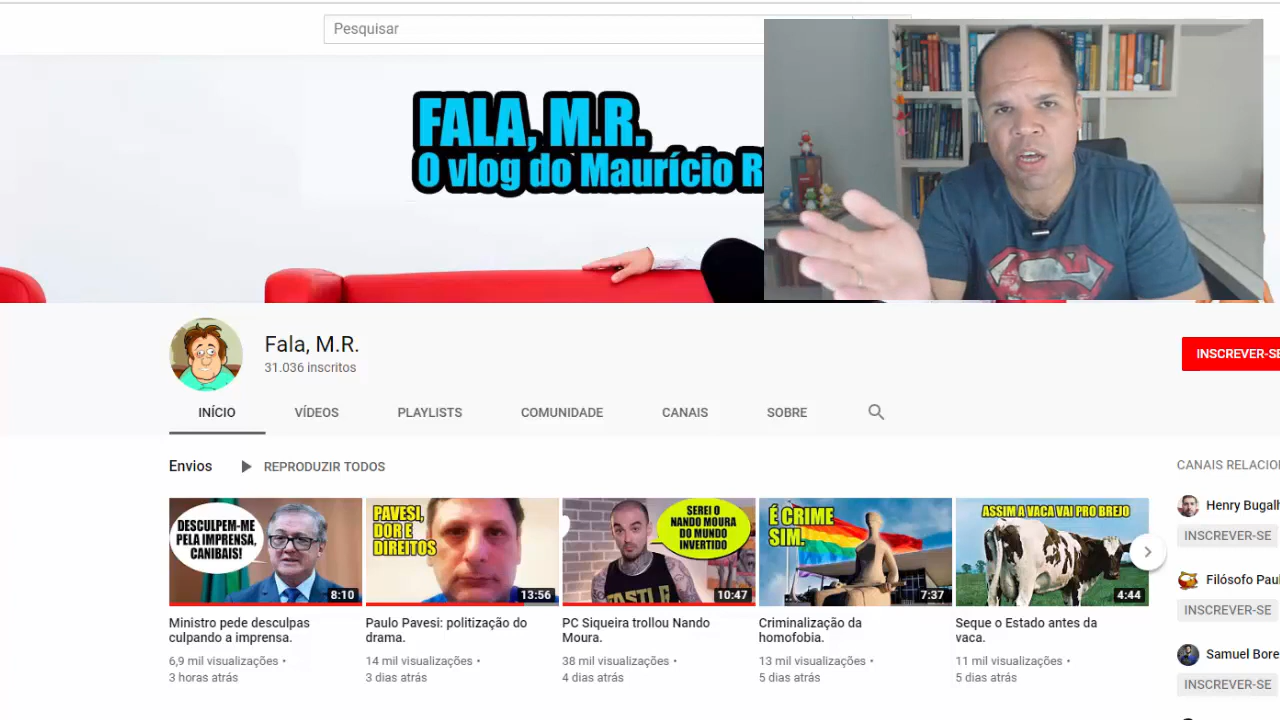 Pesquisar
FALA, M.R.
O vlog do Maurício R
Fala, M.R.
31.036 inscritos
INSCREVER-SE
INÍCIO VÍDEOS PLAYLISTS COMUNIDADE CANAIS SOBRE
Envios REPRODUZIR TODOS
CANAIS RELACIO
DESCULPEM-ME
PELA IMPRENSA,
CANIBAIS!
8:10
Ministro pede desculpas
culpando a imprensa.
6,9 mil visualizações •
3 horas atrás
PAVESI,
DOR E
DIREITOS
13:56
Paulo Pavesi: politização do
drama.
14 mil visualizações •
3 dias atrás
SEREI O
NANDO MOURA
DO MUNDO
INVERTIDO
10:47
PC Siqueira trollou Nando
Moura.
38 mil visualizações •
4 dias atrás
É CRIME
SIM.
7:37
Criminalização da
homofobia.
13 mil visualizações •
5 dias atrás
ASSIM A VACA VAI PRO BREJO
4:44
Seque o Estado antes da
vaca.
11 mil visualizações •
5 dias atrás
Henry Bugalh
INSCREVER-SE
Filósofo Paul
INSCREVER-SE
Samuel Bore
INSCREVER-SE